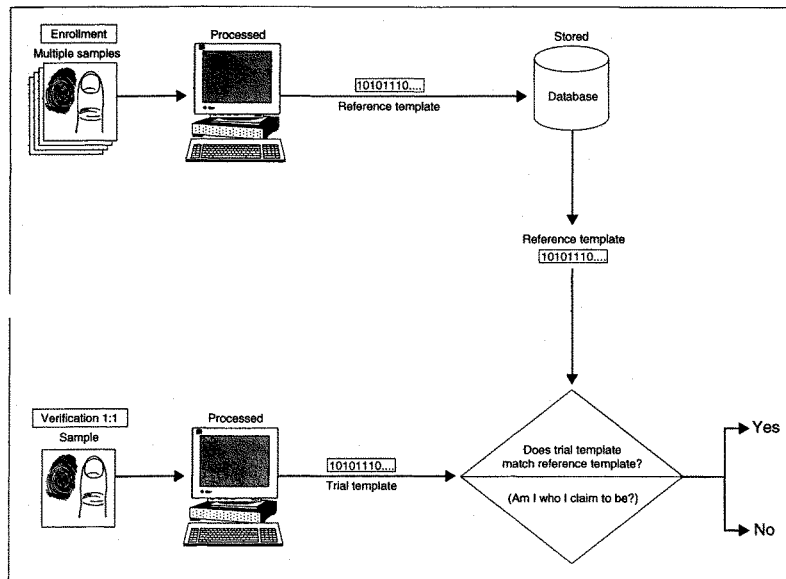 Enrollment
Multiple samples
Processed
10101110....
Reference template
Stored
Database
Reference template
10101110....
Verification 1:1
Sample
Processed
10101110....
Trial template
Does trial template
match reference template?
(Am I who I claim to be?)
Yes
No